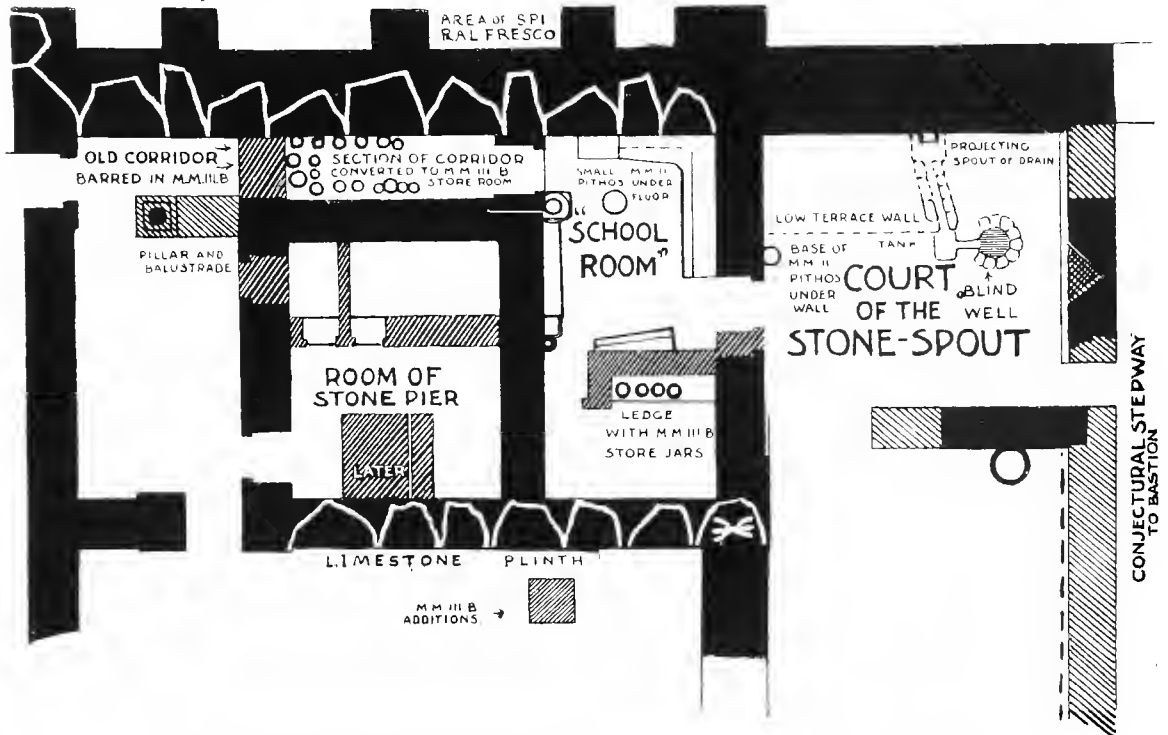 AREA OF SPI
RAL FRESCO
OLD CORRIDOR
BARRED IN M.M.IIIB
SECTION OF CORRIDOR
CONVERTED TO M M III B
STORE ROOM
SMALL M M II
PITHOS UNDER
FLOOR
"SCHOOL
ROOM"
PROJECTING
SPOUT OF DRAIN
LOW TERRACE WALL
TANK
BASE OF
M M II
PITHOS
UNDER
WALL
COURT
OF THE
STONE-SPOUT
"BLIND
WELL
PILLAR AND
BALUSTRADE
ROOM OF
STONE PIER
LATER
LEDGE
WITH M M III B
STORE JARS
LIMESTONE PLINTH
M M III B
ADDITIONS
CONJECTURAL STEPWAY
TO BASTION